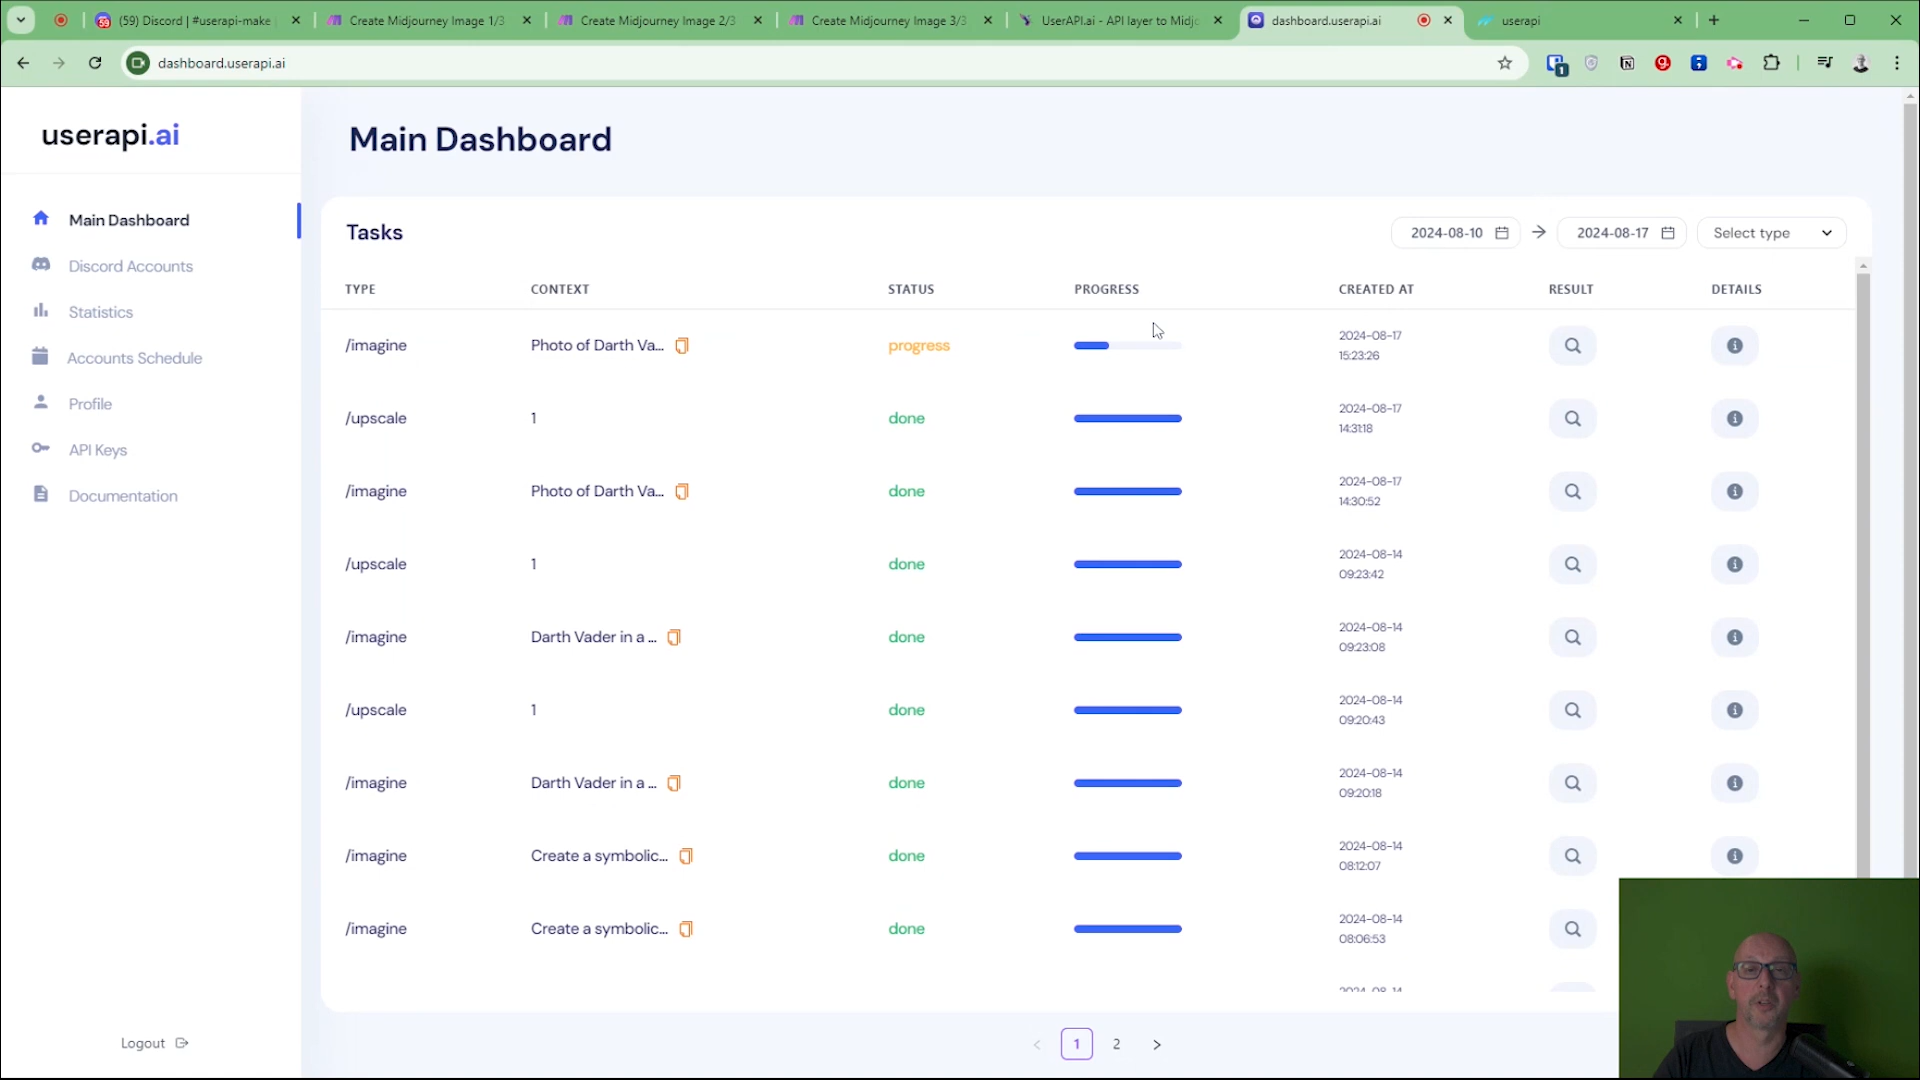 (59) Discord | #userapi-make
Create Midjourney Image 1/3
Create Midjourney Image 2/3
Create Midjourney Image 3/3
UserAPI.ai - API layer to Midjo
dashboard.userapi.ai
userapi
dashboard.userapi.ai
1
userapi.ai
Main Dashboard
Main Dashboard
Discord Accounts
Statistics
Accounts Schedule
Profile
API Keys
Documentation
Logout
Tasks
2024-08-10
2024-08-17
Select type
TYPE CONTEXT STATUS PROGRESS CREATED AT RESULT DETAILS
/imagine Photo of Darth Va... progress 2024-08-17
15:23:26
/upscale 1 done 2024-08-17
14:31:18
/imagine Photo of Darth Va... done 2024-08-17
14:30:52
/upscale 1 done 2024-08-14
09:23:42
/imagine Darth Vader in a ... done 2024-08-14
09:23:08
/upscale 1 done 2024-08-14
09:20:43
/imagine Darth Vader in a ... done 2024-08-14
09:20:18
/imagine Create a symbolic... done 2024-08-14
08:12:07
/imagine Create a symbolic... done 2024-08-14
08:06:53
2024-08-14
1 2